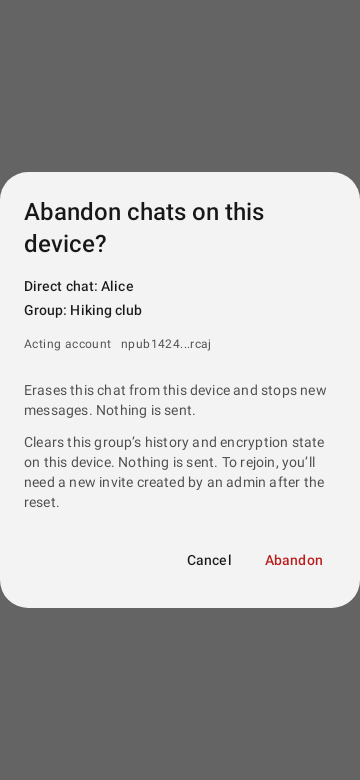 Abandon chats on this
device?
Direct chat: Alice
Group: Hiking club
Acting account npub1424...rcaj
Erases this chat from this device and stops new
messages. Nothing is sent.
Clears this group’s history and encryption state
on this device. Nothing is sent. To rejoin, you’ll
need a new invite created by an admin after the
reset.
Cancel Abandon